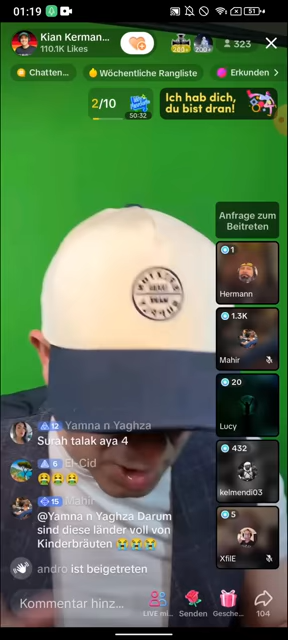 01:19
51
Kian Kerman...
110.1K Likes
323
Chatten...
Wöchentliche Rangliste
Erkunden
2/10
50:32
Ich hab dich,
du bist dran!
Anfrage zum
Beitreten
1
Hermann
1.3K
Mahir
20
Lucy
432
kelmendi03
5
XfilE
12 Yamna n Yaghza
Surah talak aya 4
6 El-Cid
🤮🤮🤮
15 Mahir
@Yamna n Yaghza Darum
sind diese länder voll von
Kinderbräuten 😭😭😭
andro ist beigetreten
Kommentar hinz...
LIVE mi...
Senden
Gesche...
104